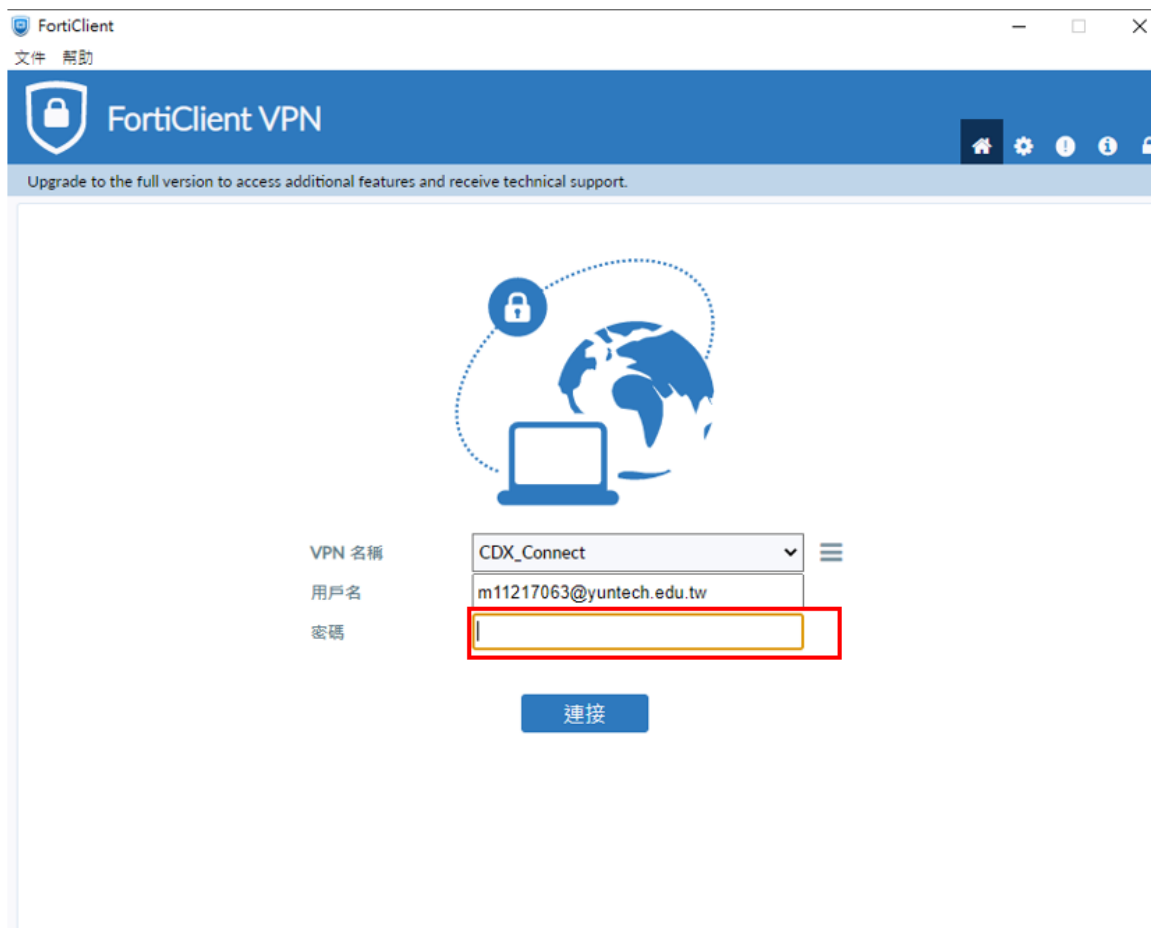 FortiClient
文件 幫助
FortiClient VPN
Upgrade to the full version to access additional features and receive technical support.
VPN 名稱 CDX_Connect
用戶名 m11217063@yuntech.edu.tw
密碼
連接